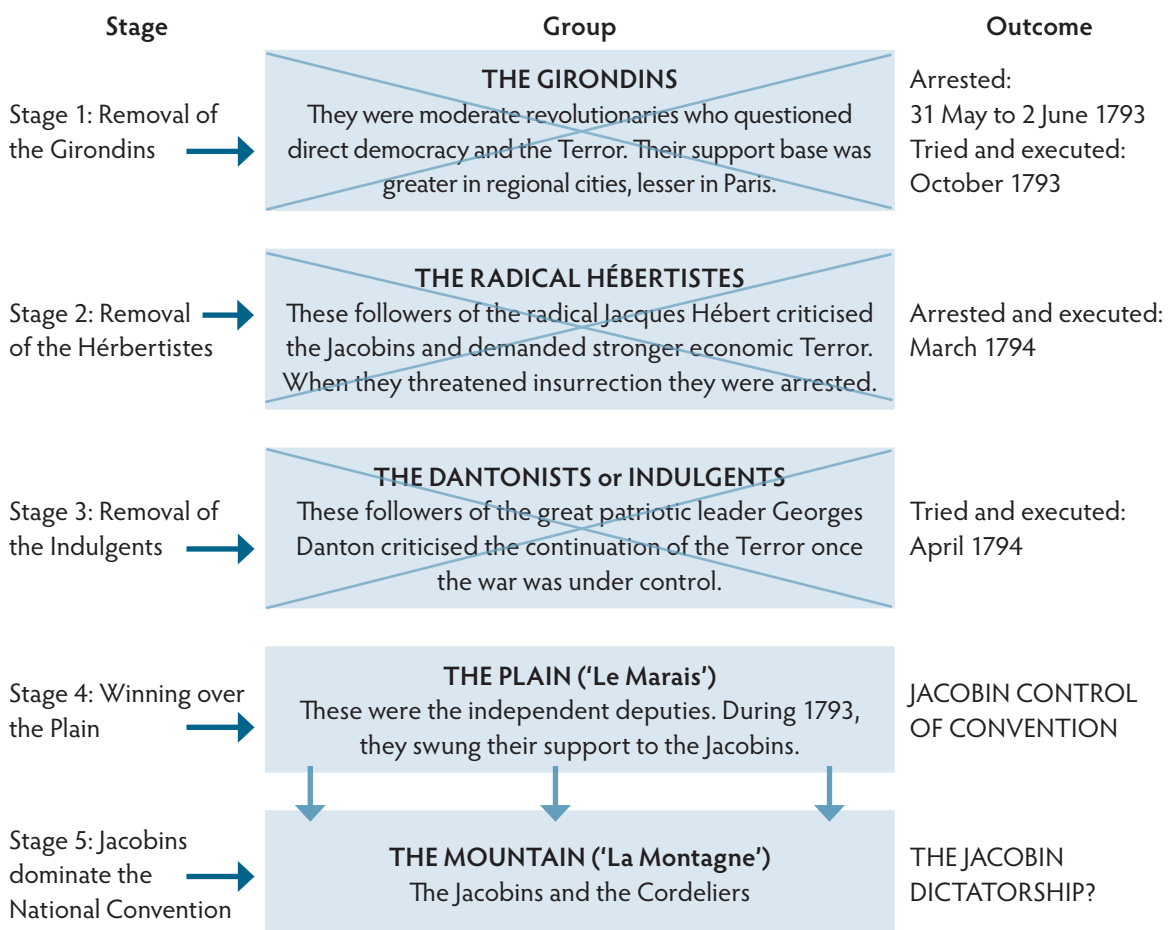 Stage
Group
Outcome
Stage 1: Removal of
the Girondins
THE GIRONDINS
They were moderate revolutionaries who questioned
direct democracy and the Terror. Their support base was
greater in regional cities, lesser in Paris.
Arrested:
31 May to 2 June 1793
Tried and executed:
October 1793
Stage 2: Removal
of the Hérbertistes
THE RADICAL HÉBERTISTES
These followers of the radical Jacques Hébert criticised
the Jacobins and demanded stronger economic Terror.
When they threatened insurrection they were arrested.
Arrested and executed:
March 1794
Stage 3: Removal of
the Indulgents
THE DANTONISTS or INDULGENTS
These followers of the great patriotic leader Georges
Danton criticised the continuation of the Terror once
the war was under control.
Tried and executed:
April 1794
Stage 4: Winning over
the Plain
THE PLAIN (‘Le Marais’)
These were the independent deputies. During 1793,
they swung their support to the Jacobins.
JACOBIN CONTROL
OF CONVENTION
Stage 5: Jacobins
dominate the
National Convention
THE MOUNTAIN (‘La Montagne’)
The Jacobins and the Cordeliers
THE JACOBIN
DICTATORSHIP?